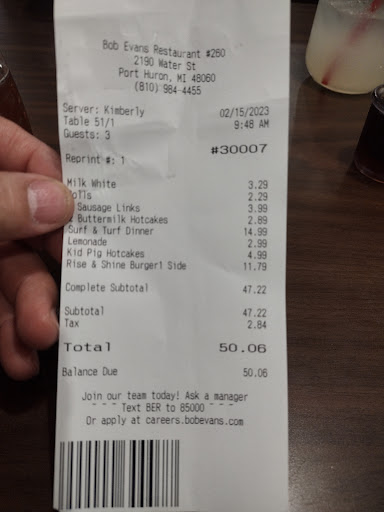 Bob Evans Restaurant #260
2190 Water St
Port Huron, MI 48060
(810) 984-4455
Server: Kimberly 02/15/2023
Table 51/1 9:48 AM
Guests: 3
#30007
Reprint #: 1
Milk White 3.29
olls 2.29
Sausage Links 3.99
Buttermilk Hotcakes 2.89
Surf & Turf Dinner 14.99
Lemonade 2.99
Kid Pig Hotcakes 4.99
Rise & Shine Burger1 Side 11.79
Complete Subtotal 47.22
Subtotal 47.22
Tax 2.84
Total 50.06
Balance Due 50.06
Join our team today! Ask a manager
- - - Text BER to 85000 - - -
Or apply at careers.bobevans.com